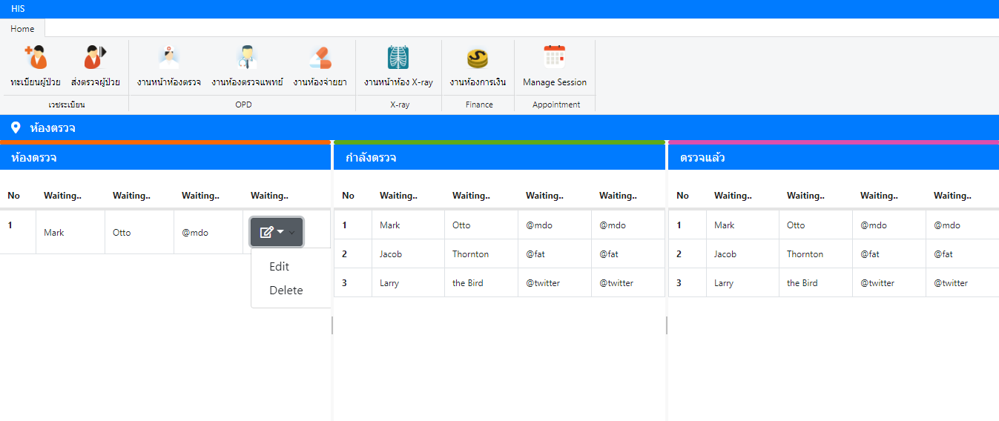 HIS
Home
ทะเบียนผู้ป่วย ส่งตรวจผู้ป่วย งานหน้าห้องตรวจ งานห้องตรวจแพทย์ งานห้องจ่ายยา งานหน้าห้อง X-ray งานห้องการเงิน Manage Session
เวชระเบียน OPD X-ray Finance Appointment
ห้องตรวจ
ห้องตรวจ
No Waiting.. Waiting.. Waiting.. Waiting..
1 Mark Otto @mdo
Edit
Delete
กำลังตรวจ
No Waiting.. Waiting.. Waiting.. Waiting..
1 Mark Otto @mdo @mdo
2 Jacob Thornton @fat @fat
3 Larry the Bird @twitter @twitter
ตรวจแล้ว
No Waiting.. Waiting.. Waiting.. Waiting..
1 Mark Otto @mdo @mdo
2 Jacob Thornton @fat @fat
3 Larry the Bird @twitter @twitter